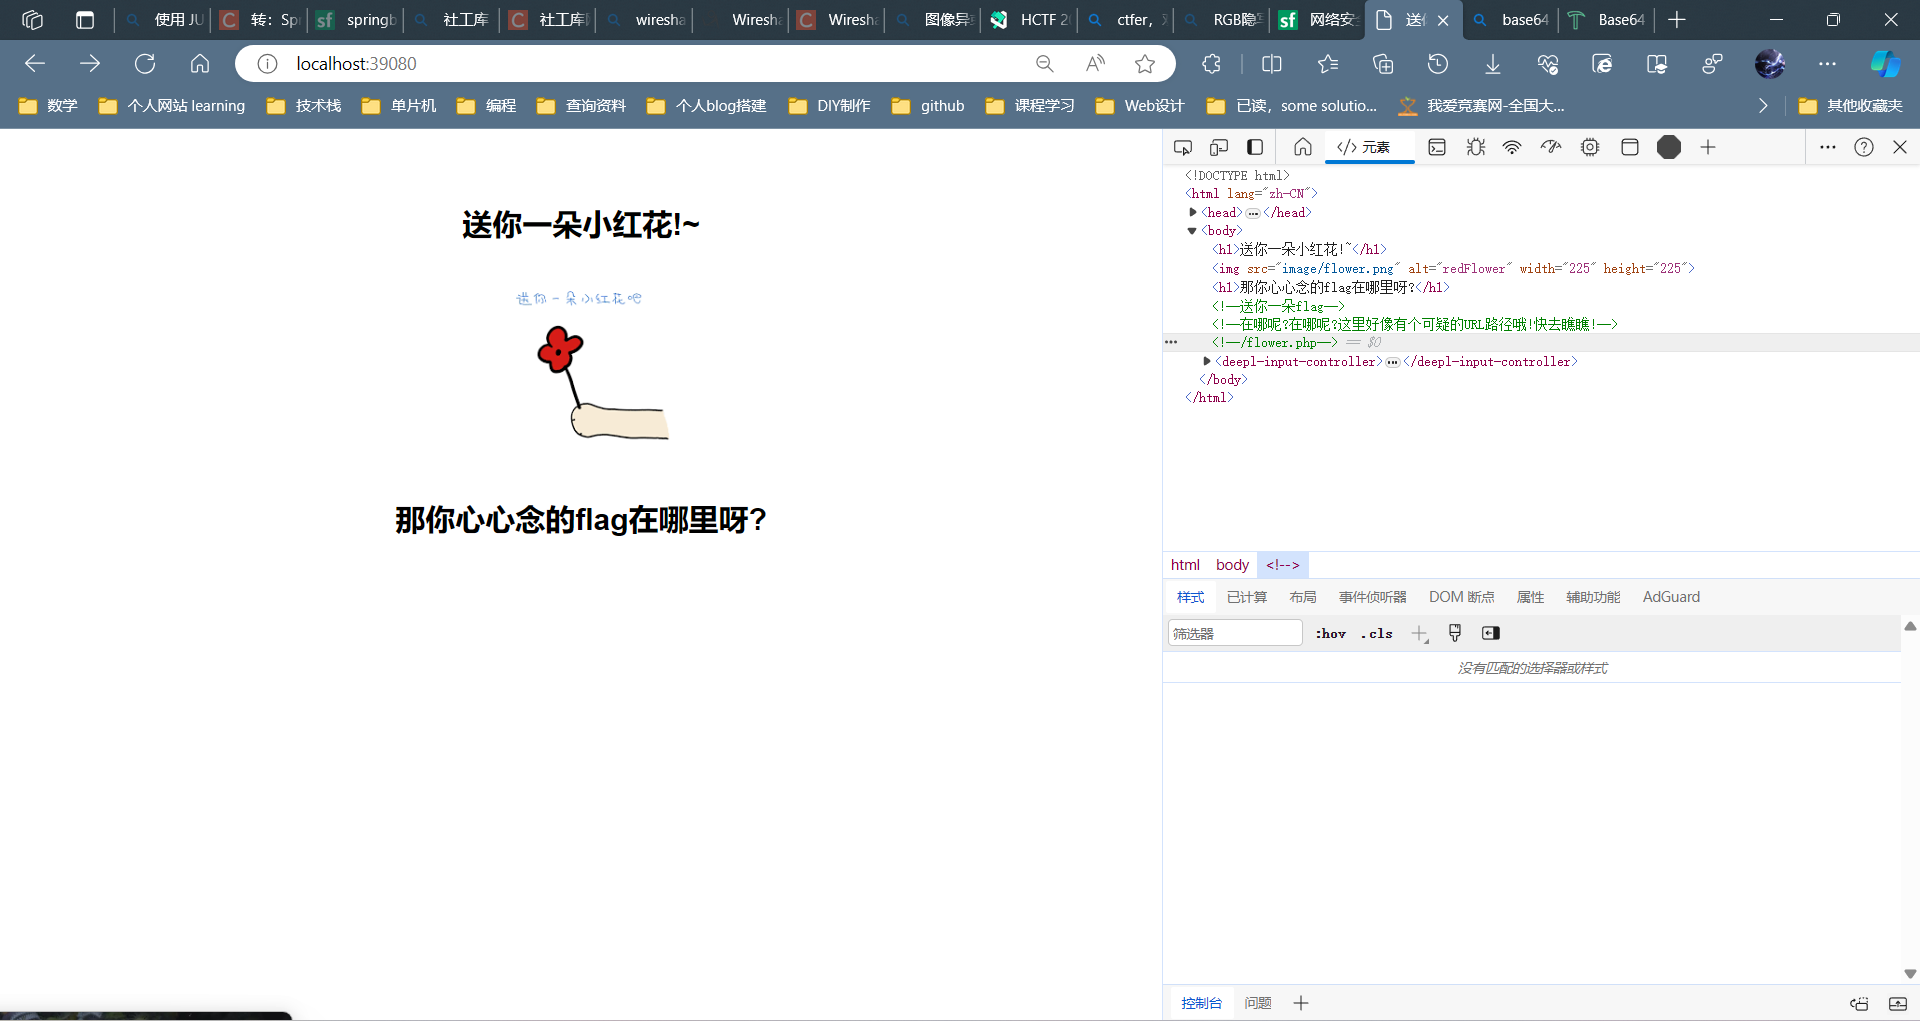 使用 JU
转：Sp
springb
社工库
社工库
wiresha
Wiresha
Wiresha
图像异
HCTF 20
ctfer,
RGB隐写
网络安
送你
base64
Base64
localhost:39080
数学
个人网站 learning
技术栈
单片机
编程
查询资料
个人blog搭建
DIY制作
github
课程学习
Web设计
已读，some solutio...
我爱竞赛网-全国大...
其他收藏夹
送你一朵小红花!~
送你一朵小红花吧
那你心心念的flag在哪里呀?
</> 元素
<!DOCTYPE html>
<html lang="zh-CN">
<head> ... </head>
<body>
<h1>送你一朵小红花!~</h1>
<img src="image/flower.png" alt="redFlower" width="225" height="225">
<h1>那你心心念的flag在哪里呀?</h1>
<!--送你一朵flag-->
<!--在哪呢?在哪呢?这里好像有个可疑的URL路径哦!快去瞧瞧!-->
<!--/flower.php--> == $0
<deepl-input-controller> ... </deepl-input-controller>
</body>
</html>
html body <!-->
样式 已计算 布局 事件侦听器 DOM 断点 属性 辅助功能 AdGuard
筛选器 :hov .cls
没有匹配的选择器或样式
控制台 问题